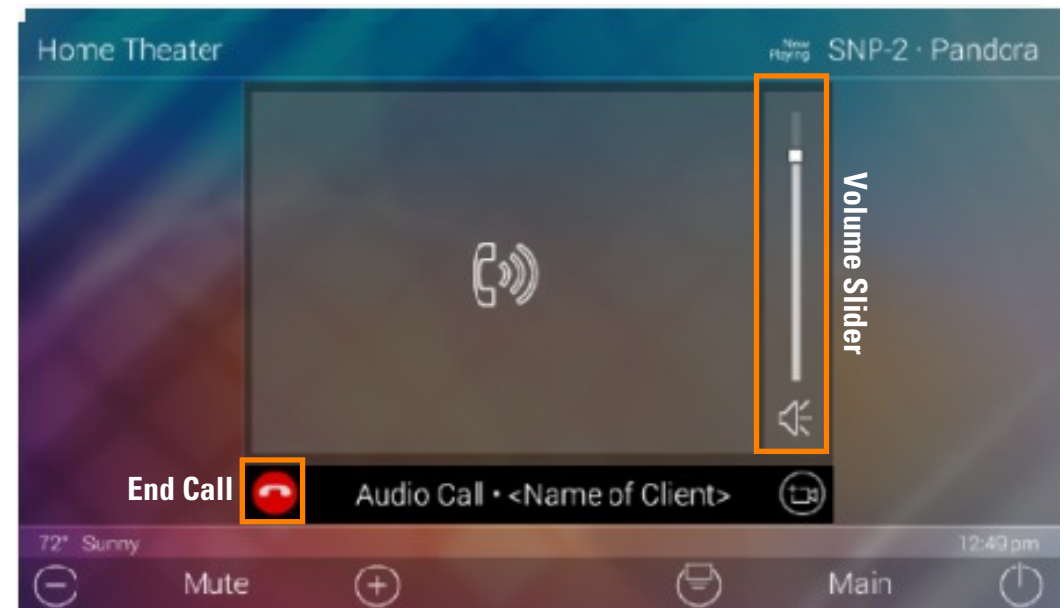 Home Theater
Now Playing SNP-2 · Pandora
Volume Slider
End Call
Audio Call • <Name of Client>
72° Sunny
12:49 pm
Mute
Main